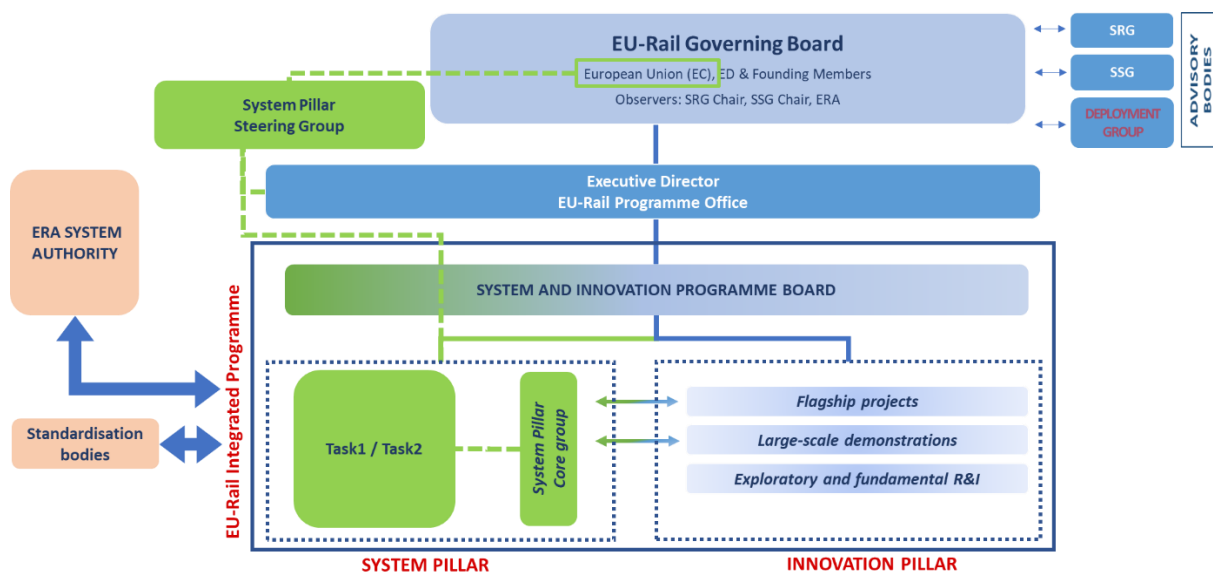 EU-Rail Governing Board
European Union (EC), ED & Founding Members
Observers: SRG Chair, SSG Chair, ERA
SRG
SSG
DEPLOYMENT
GROUP
ADVISORY
BODIES
System Pillar
Steering Group
Executive Director
EU-Rail Programme Office
ERA SYSTEM
AUTHORITY
Standardisation
bodies
EU-Rail Integrated Programme
SYSTEM AND INNOVATION PROGRAMME BOARD
Task1 / Task2
System Pillar
Core group
Flagship projects
Large-scale demonstrations
Exploratory and fundamental R&I
SYSTEM PILLAR
INNOVATION PILLAR